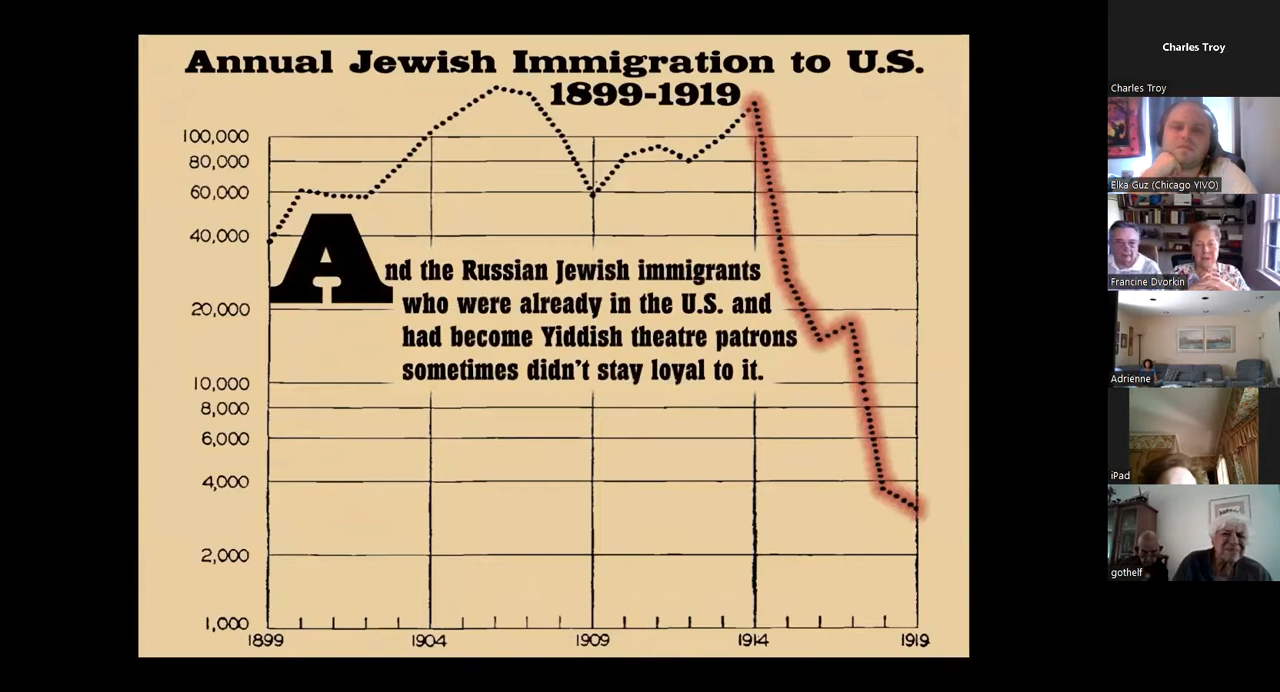 Annual Jewish Immigration to U.S.
1899-1919
100,000
80,000
60,000
40,000
20,000
10,000
8,000
6,000
4,000
2,000
1,000
And the Russian Jewish immigrants
who were already in the U.S. and
had become Yiddish theatre patrons
sometimes didn't stay loyal to it.
1899
1904
1909
1914
1919
Charles Troy
Charles Troy
Elka Guz (Chicago YIVO)
Francine Dvorkin
Adrienne
iPad
gothelf